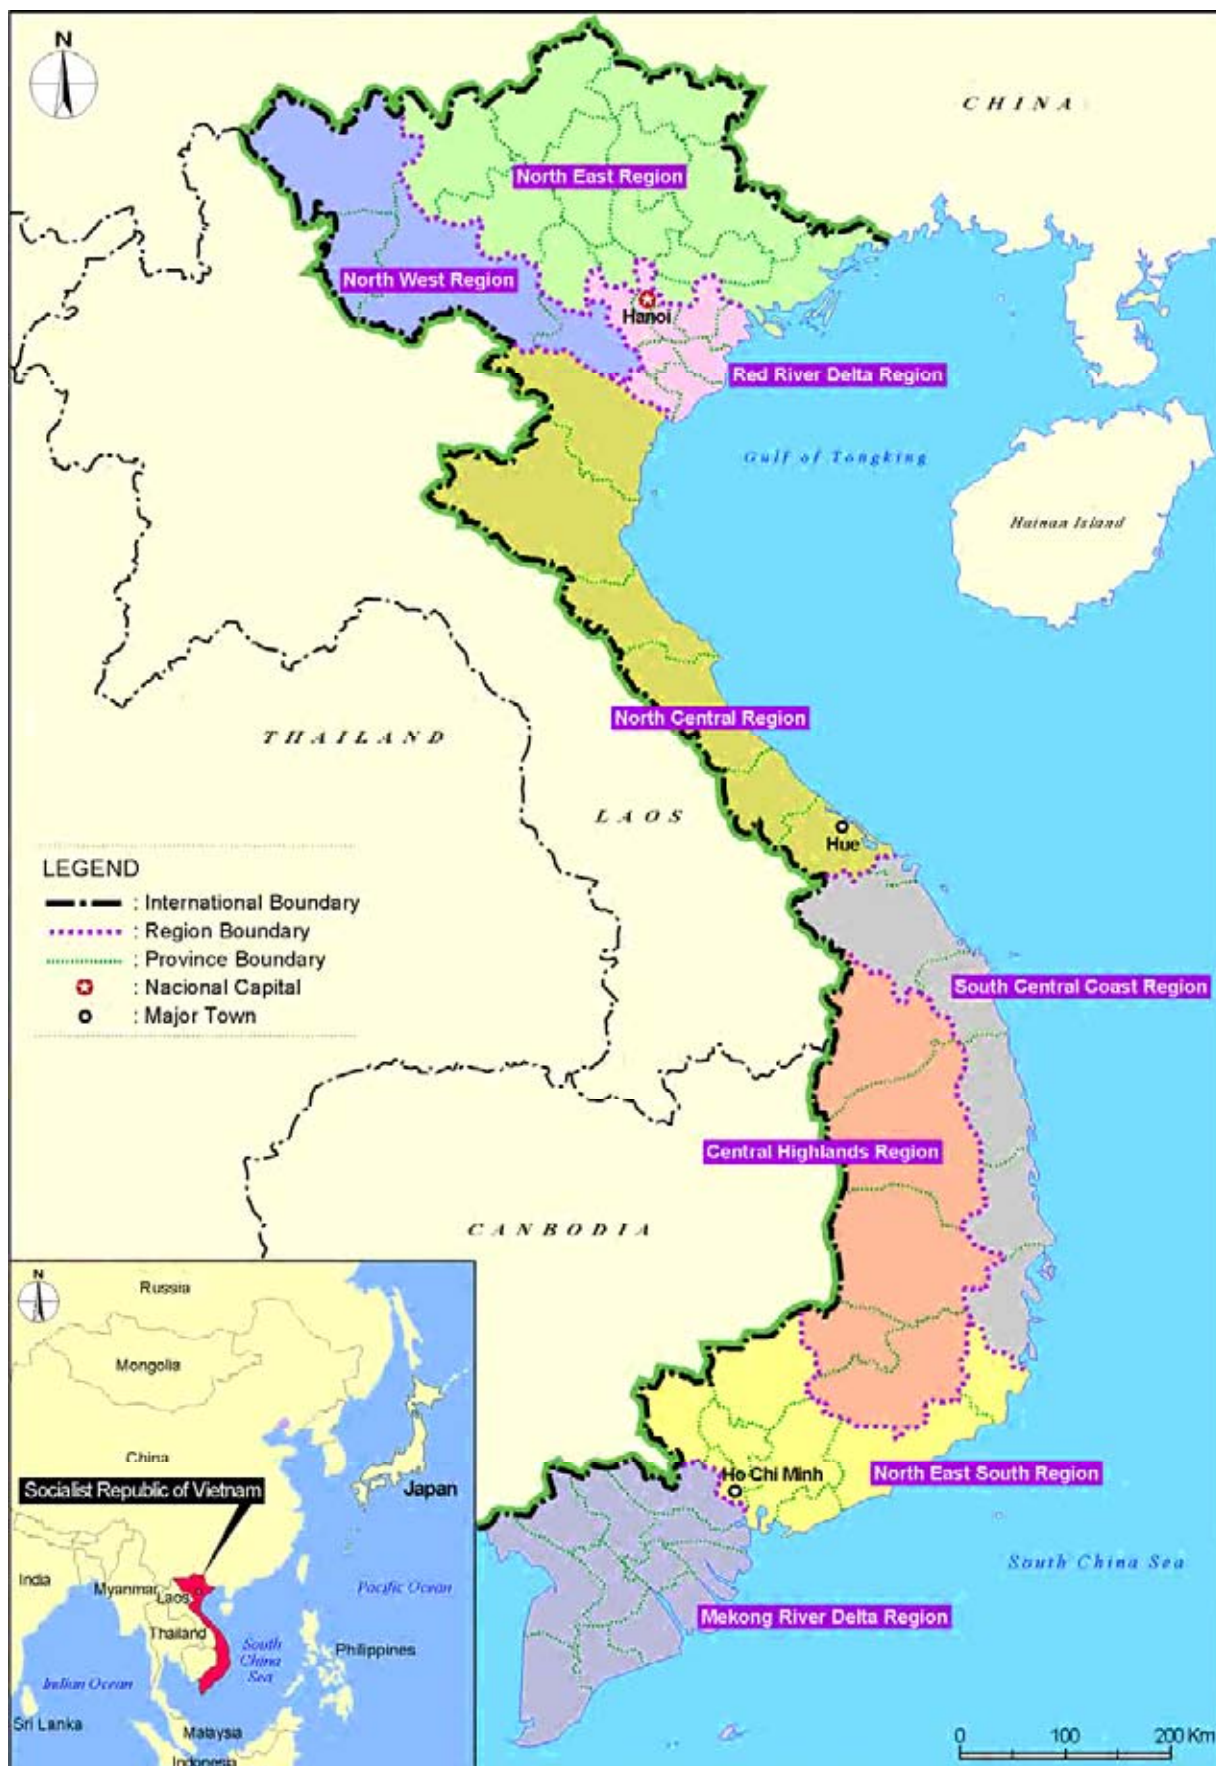 N
CHINA
North East Region
North West Region
Hanoi
Red River Delta Region
Gulf of Tongking
Hainan Island
North Central Region
THAILAND
LAOS
Hue
LEGEND
: International Boundary
: Region Boundary
: Province Boundary
: Nacional Capital
: Major Town
South Central Coast Region
Central Highlands Region
CANBODIA
Ho Chi Minh
North East South Region
South China Sea
Mekong River Delta Region
0 100 200 Km
N
Russia
Mongolia
China
Japan
Socialist Republic of Vietnam
India
Myanmar
Laos
Thailand
Pacific Ocean
South
China
Sea
Philippines
Indian Ocean
Sri Lanka
Malaysia
Indonesia